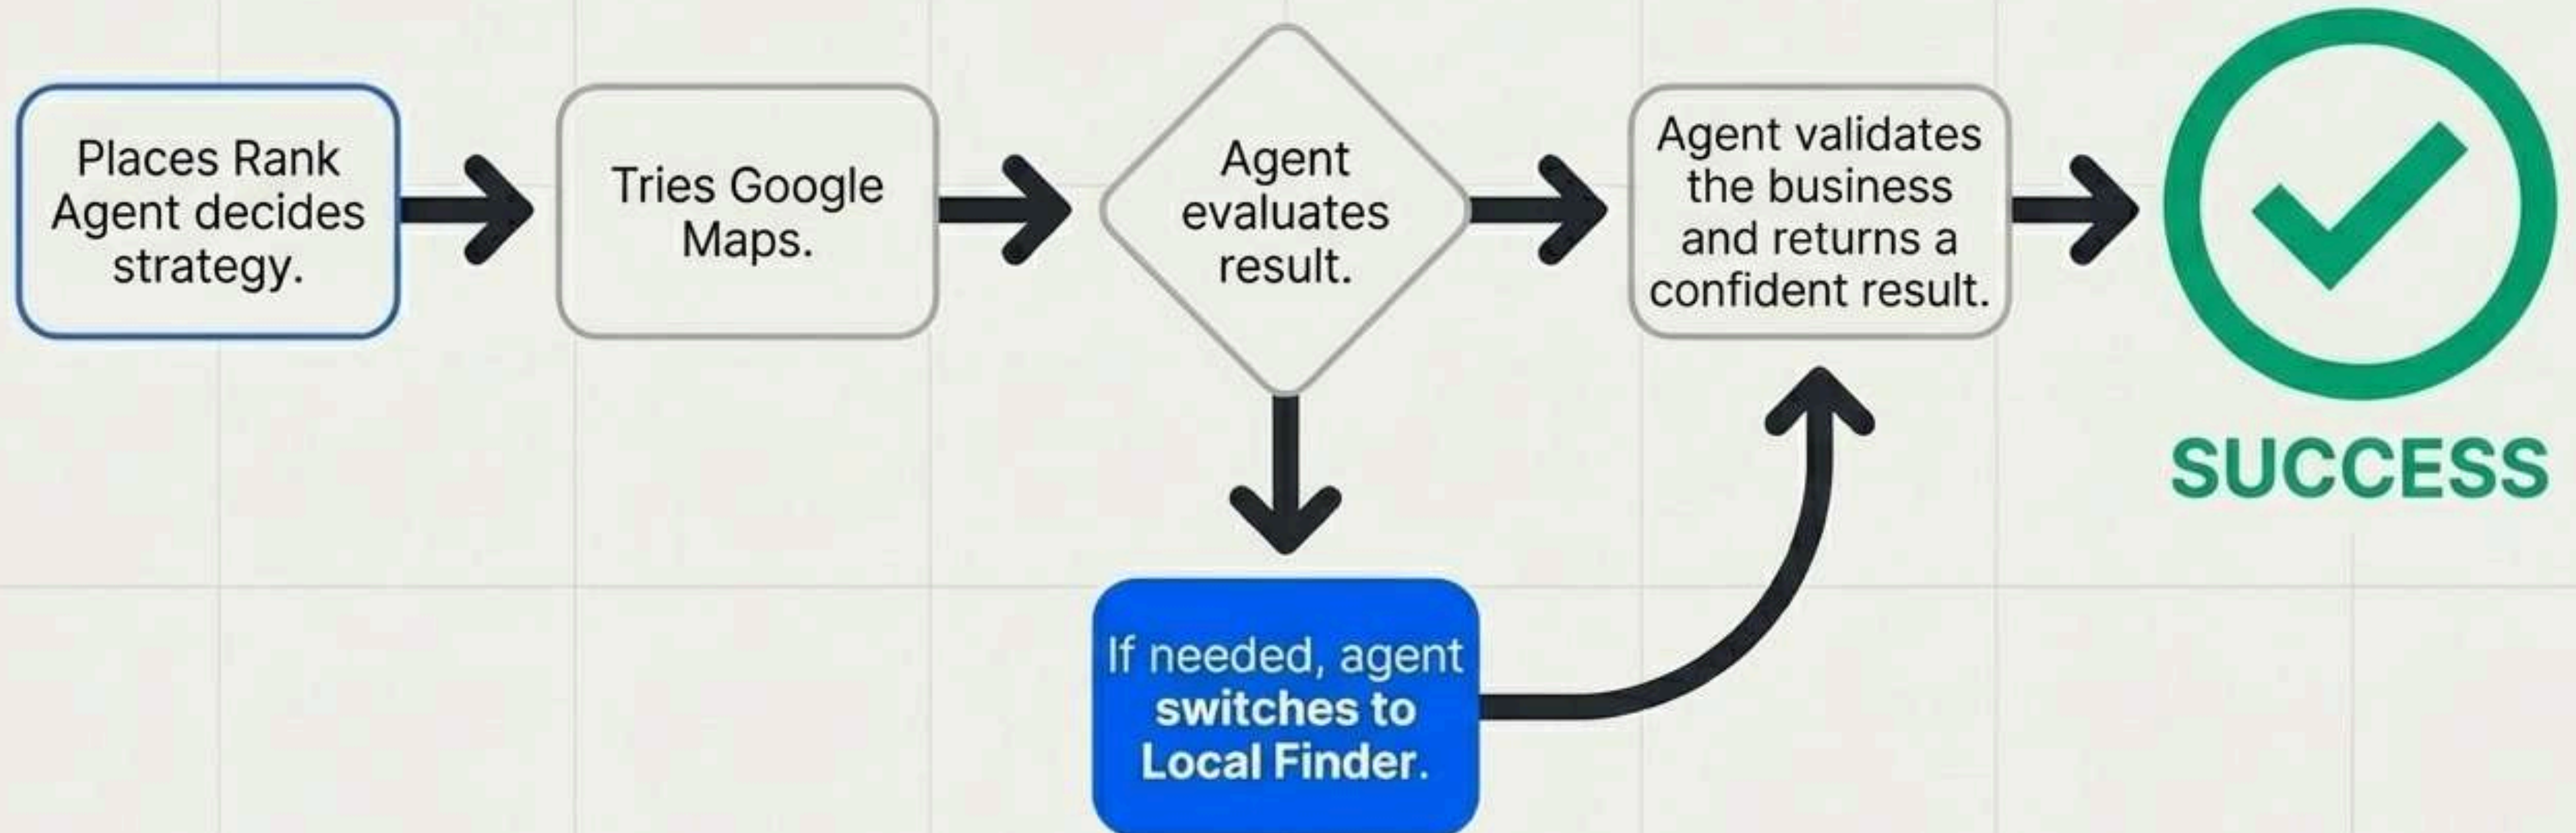 Places Rank
Agent decides
strategy.
Tries Google
Maps.
Agent
evaluates
result.
Agent validates
the business
and returns a
confident result.
SUCCESS
If needed, agent
switches to
Local Finder.